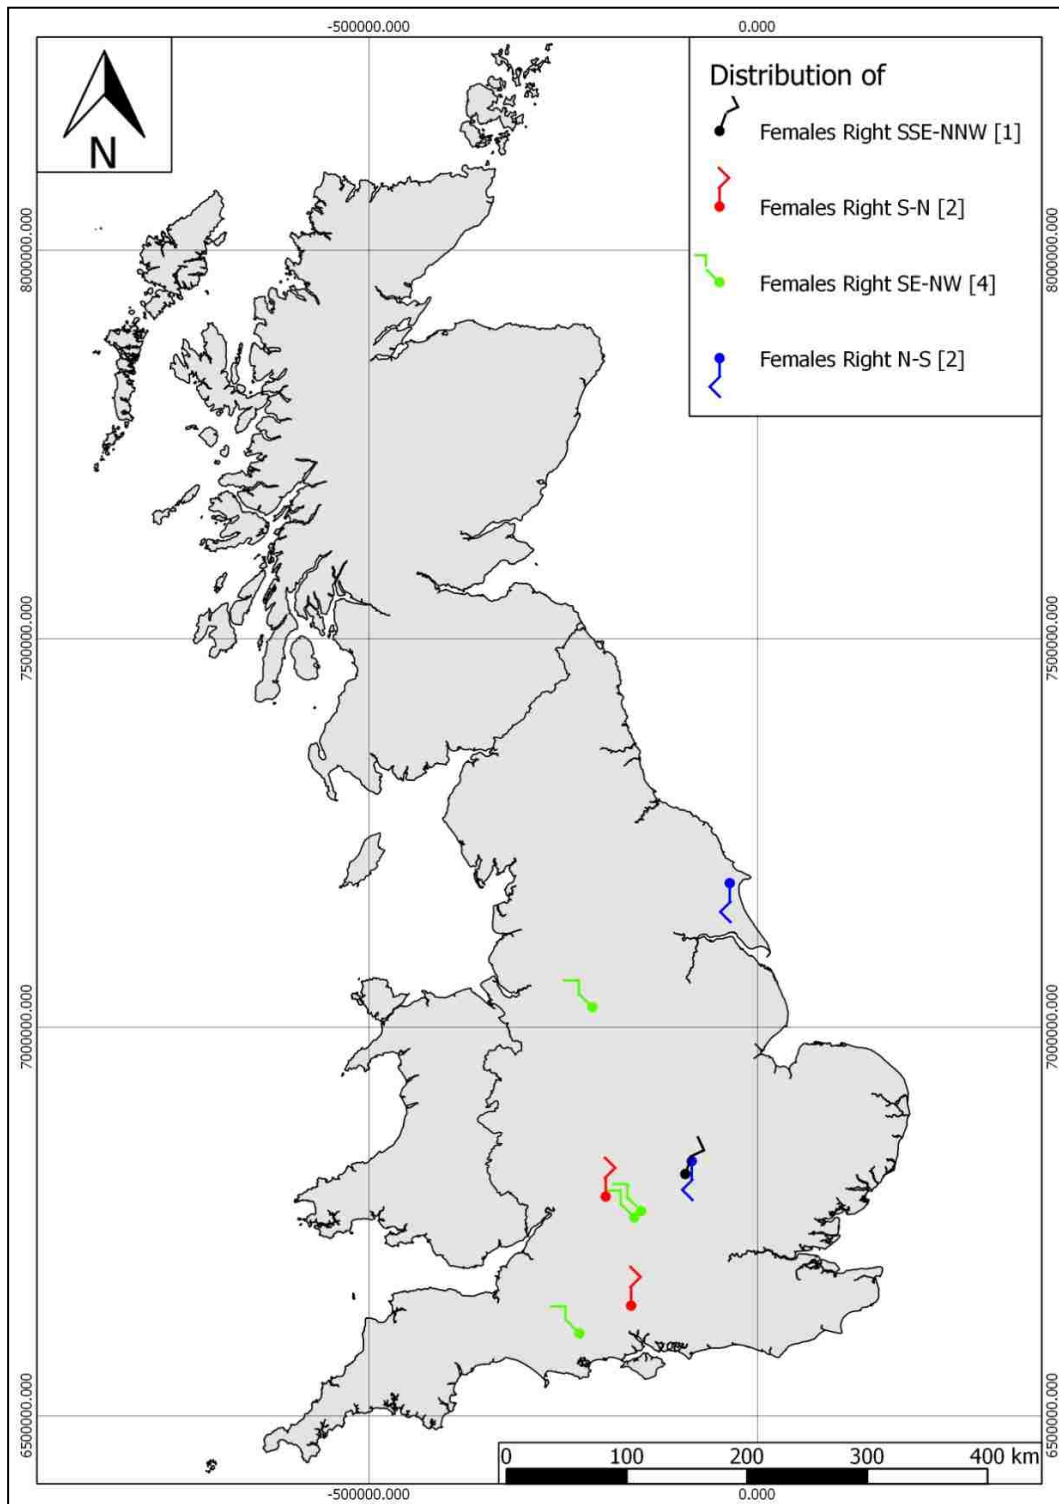 -500000.000 0.000
N
Distribution of
Females Right SSE-NNW [1]
Females Right S-N [2]
Females Right SE-NW [4]
Females Right N-S [2]
8000000.000 8000000.000
7500000.000 7500000.000
7000000.000 7000000.000
6500000.000 6500000.000
0 100 200 300 400 km
-500000.000 0.000